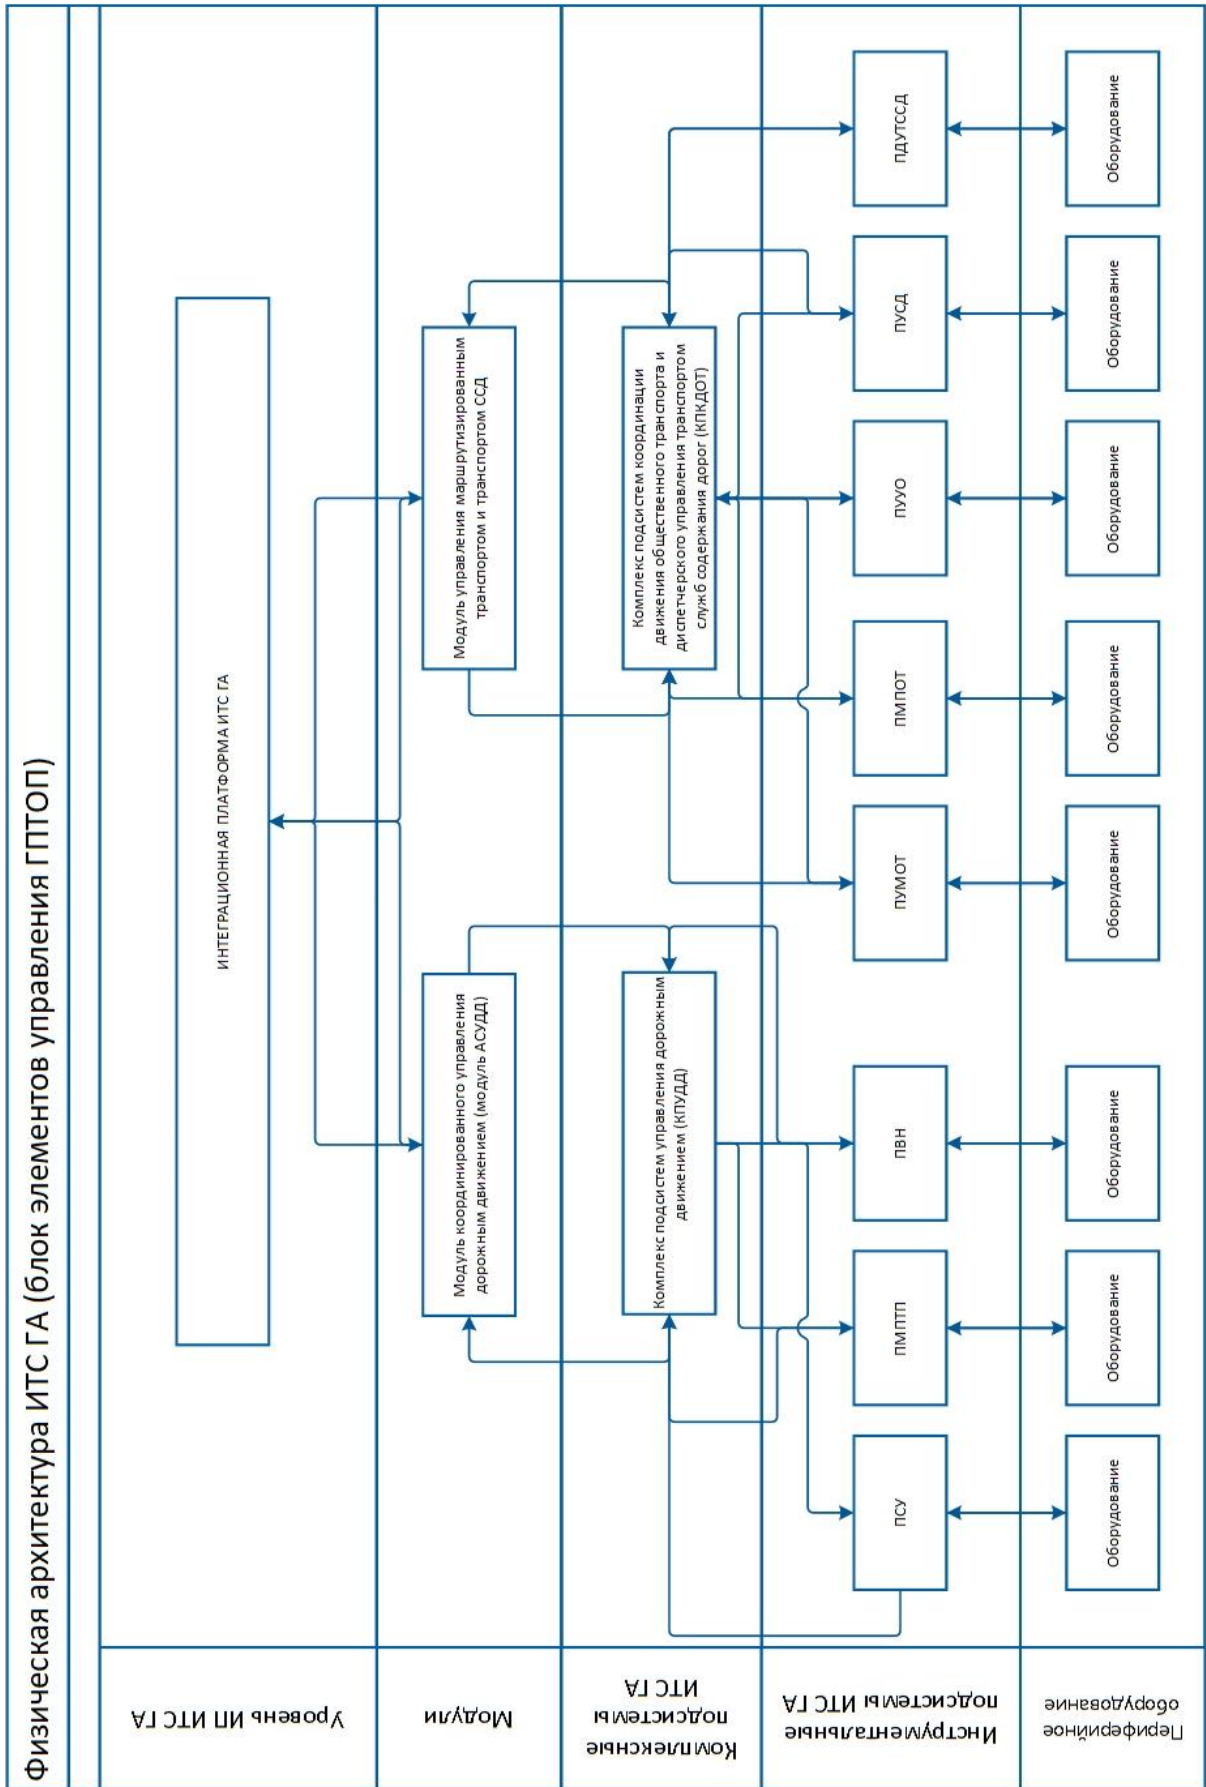 Физическая архитектура ИТС ГА (блок элементов управления ГПТОП)
Уровень ИП ИТС ГА
ИНТЕГРАЦИОННАЯ ПЛАТФОРМА ИТС ГА
Модули
Модуль координированного управления
дорожным движением (модуль АСУДД)
Модуль управления маршрутизированным
транспортом и транспортом ССД
Комплексные
подсистемы
ИТС ГА
Комплекс подсистем управления дорожным
движением (КПУДД)
Комплекс подсистем координации
движения общественного транспорта и
диспетчерского управления транспортом
служб содержания дорог (КПКДОТ)
Инструментальные
подсистемы ИТС ГА
ПСУ
ПМПТП
ПВН
ПУМОТ
ПМПОТ
ПУУО
ПУСД
ПДУТССД
Периферийное
оборудование
Оборудование
Оборудование
Оборудование
Оборудование
Оборудование
Оборудование
Оборудование
Оборудование